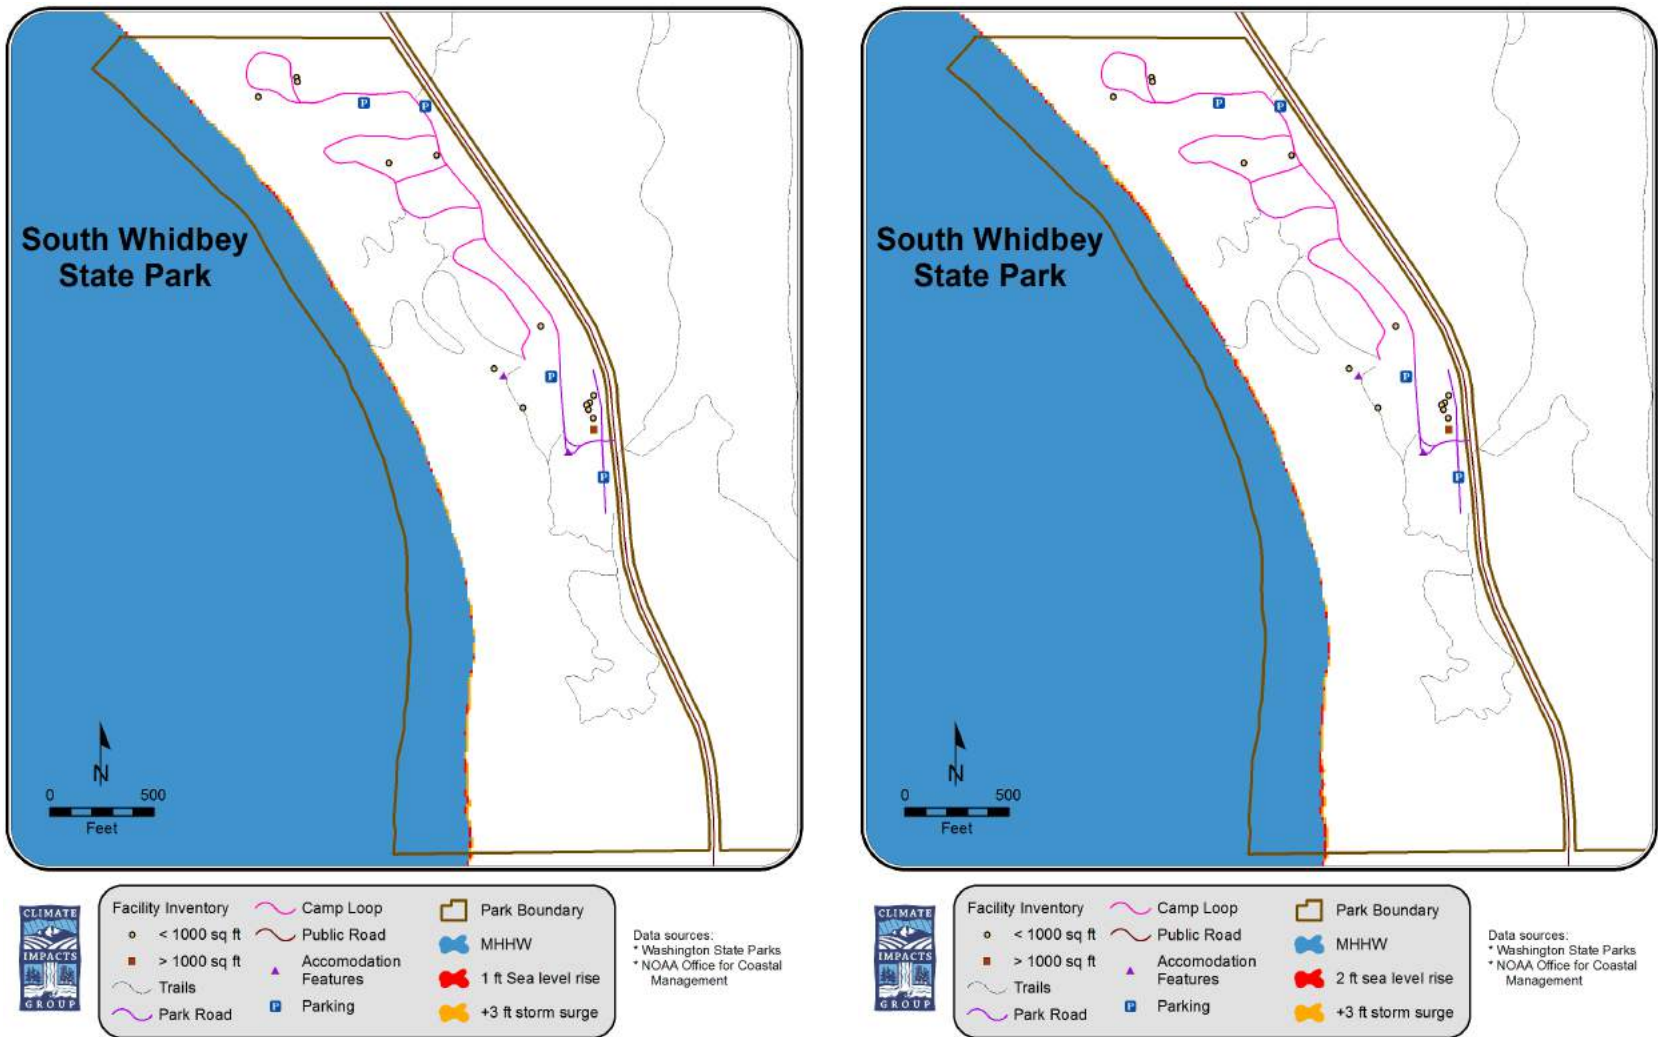 P
P
South Whidbey
State Park
P
P
N
0 500
Feet
CLIMATE
IMPACTS
GROUP
Facility Inventory
< 1000 sq ft
> 1000 sq ft
Trails
Park Road
Camp Loop
Public Road
Accomodation
Features
P Parking
Park Boundary
MHHW
1 ft Sea level rise
+3 ft storm surge
Data sources:
* Washington State Parks
* NOAA Office for Coastal
Management
P
P
South Whidbey
State Park
P
P
N
0 500
Feet
CLIMATE
IMPACTS
GROUP
Facility Inventory
< 1000 sq ft
> 1000 sq ft
Trails
Park Road
Camp Loop
Public Road
Accomodation
Features
P Parking
Park Boundary
MHHW
2 ft Sea level rise
+3 ft storm surge
Data sources:
* Washington State Parks
* NOAA Office for Coastal
Management